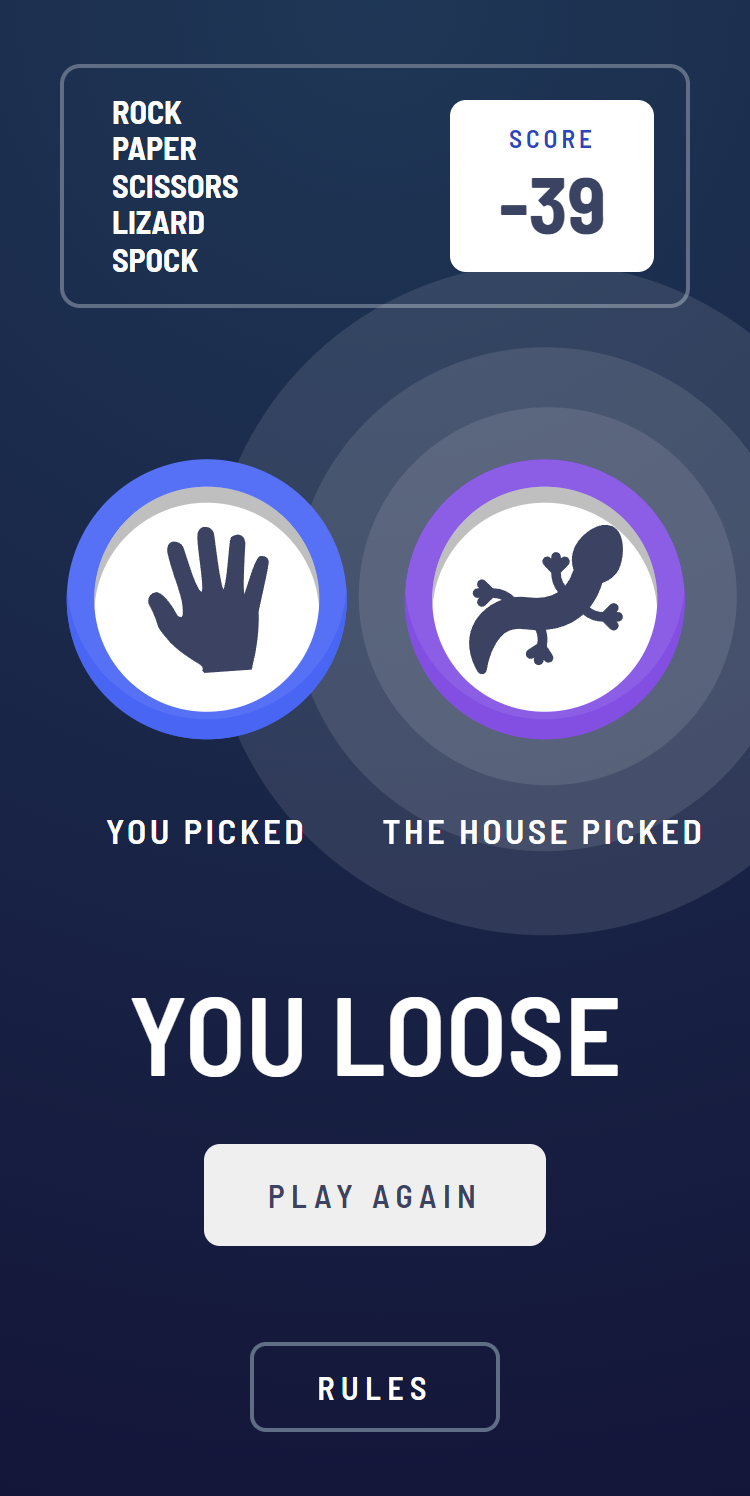 ROCK
PAPER
SCISSORS
LIZARD
SPOCK
SCORE
-39
YOU PICKED
THE HOUSE PICKED
YOU LOOSE
PLAY AGAIN
RULES